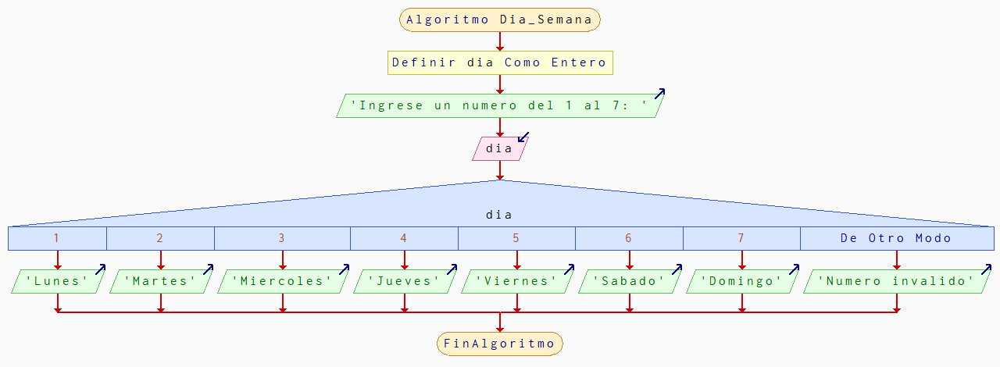 Algoritmo Dia_Semana
Definir dia Como Entero
'Ingrese un numero del 1 al 7: '
dia
dia
1 2 3 4 5 6 7 De Otro Modo
'Lunes' 'Martes' 'Miercoles' 'Jueves' 'Viernes' 'Sabado' 'Domingo' 'Numero invalido'
FinAlgoritmo